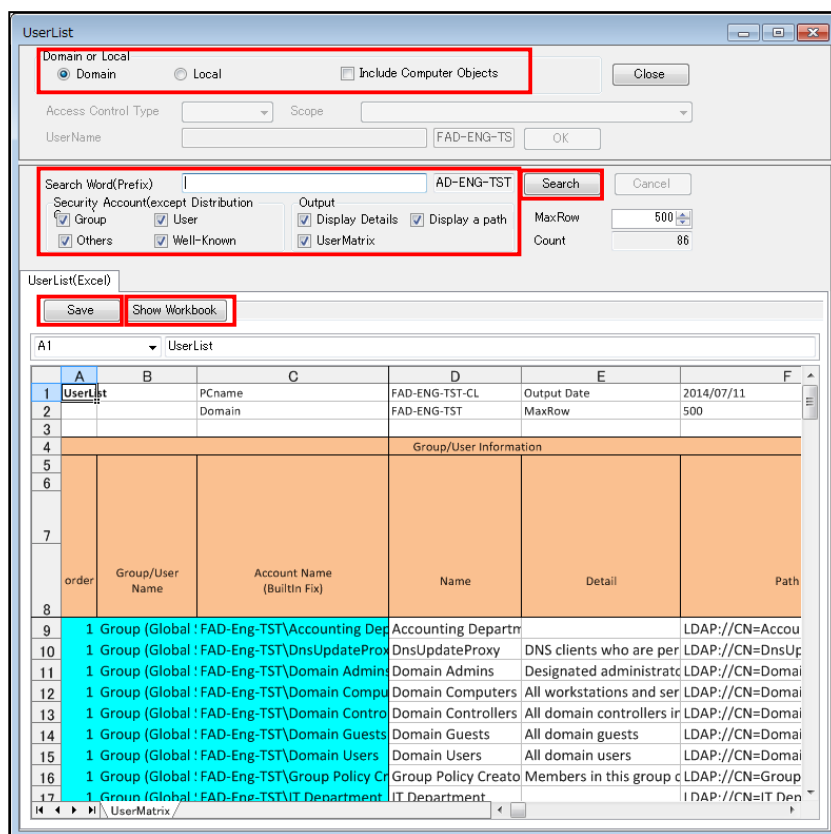 UserList
Domain or Local
Domain Local Include Computer Objects Close
Access Control Type Scope
UserName FAD-ENG-TS OK
Search Word(Prefix) AD-ENG-TST Search Cancel
Security Account(except Distribution Output
Group User Display Details Display a path MaxRow 500
Others Well-Known UserMatrix Count 86
UserList(Excel)
Save Show Workbook
A1 UserList
A B C D E F
1 UserList PCname FAD-ENG-TST-CL Output Date 2014/07/11
2 Domain FAD-ENG-TST MaxRow 500
3
4 Group/User Information
5
6
7
order Group/User Name Account Name (BuiltIn Fix) Name Detail Path
8
9 1 Group (Global FAD-Eng-TST\Accounting Dep Accounting Departm LDAP://CN=Accou
10 1 Group (Global FAD-Eng-TST\DnsUpdateProx DnsUpdateProxy DNS clients who are per LDAP://CN=DnsUp
11 1 Group (Global FAD-Eng-TST\Domain Admins Domain Admins Designated administrato LDAP://CN=Domai
12 1 Group (Global FAD-Eng-TST\Domain Compu Domain Computers All workstations and ser LDAP://CN=Domai
13 1 Group (Global FAD-Eng-TST\Domain Contro Domain Controllers All domain controllers in LDAP://CN=Domai
14 1 Group (Global FAD-Eng-TST\Domain Guests Domain Guests All domain guests LDAP://CN=Domai
15 1 Group (Global FAD-Eng-TST\Domain Users Domain Users All domain users LDAP://CN=Domai
16 1 Group (Global FAD-Eng-TST\Group Policy Cr Group Policy Creato Members in this group c LDAP://CN=Group
17 1 Group (Global FAD-Eng-TST\IT Department IT Department LDAP://CN=IT Dep
UserMatrix